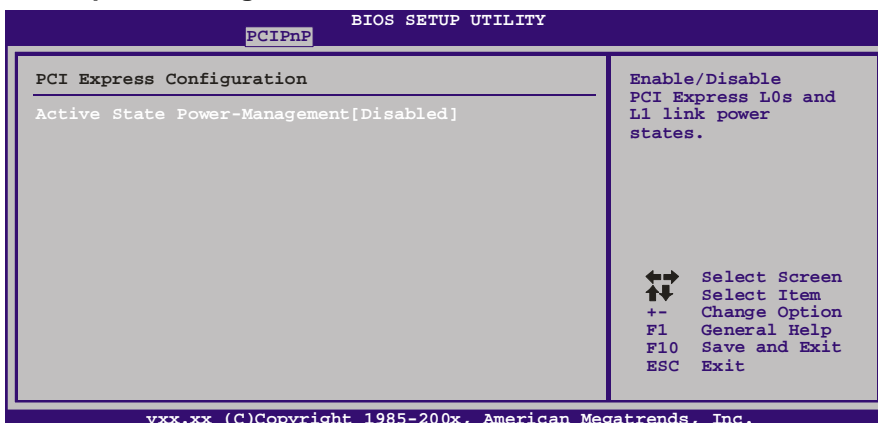 BIOS SETUP UTILITY
PCIPnP
PCI Express Configuration
Active State Power-Management[Disabled]
Enable/Disable
PCI Express L0s and
L1 link power
states.
Select Screen
Select Item
+- Change Option
F1 General Help
F10 Save and Exit
ESC Exit
vxx.xx (C)Copyright 1985-200x, American Megatrends, Inc.